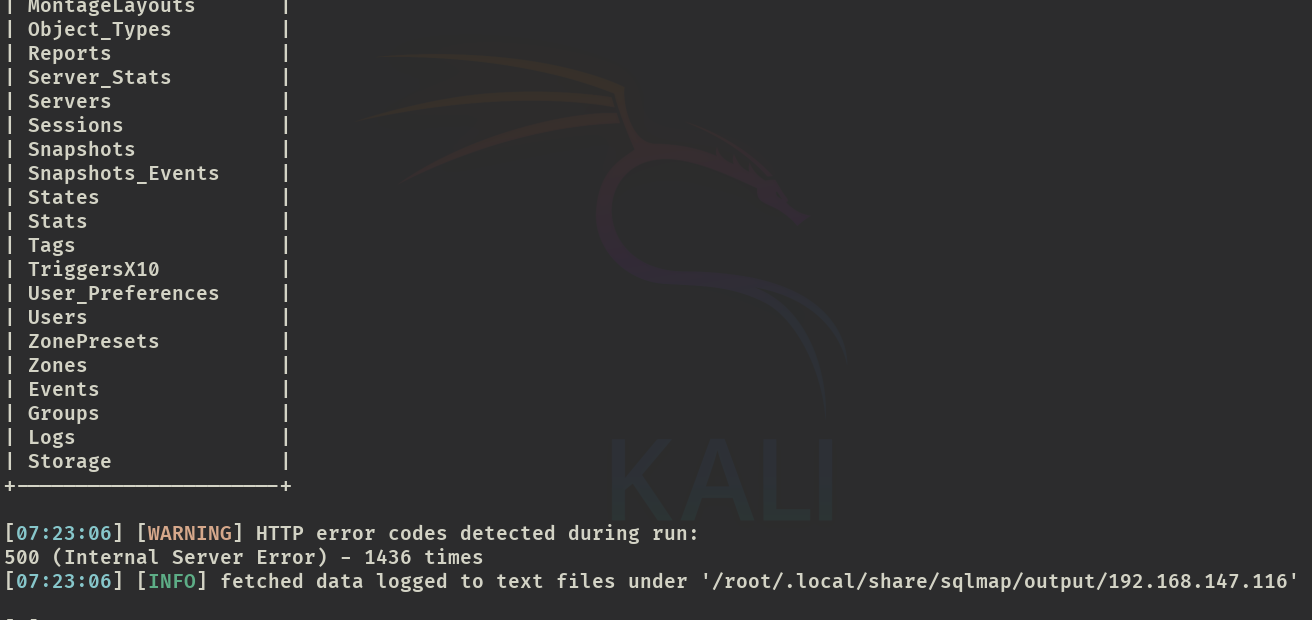 | MontageLayouts |
| Object_Types |
| Reports |
| Server_Stats |
| Servers |
| Sessions |
| Snapshots |
| Snapshots_Events |
| States |
| Stats |
| Tags |
| TriggersX10 |
| User_Preferences |
| Users |
| ZonePresets |
| Zones |
| Events |
| Groups |
| Logs |
| Storage |
+----------------------+
KALI
[07:23:06] [WARNING] HTTP error codes detected during run:
500 (Internal Server Error) - 1436 times
[07:23:06] [INFO] fetched data logged to text files under '/root/.local/share/sqlmap/output/192.168.147.116'